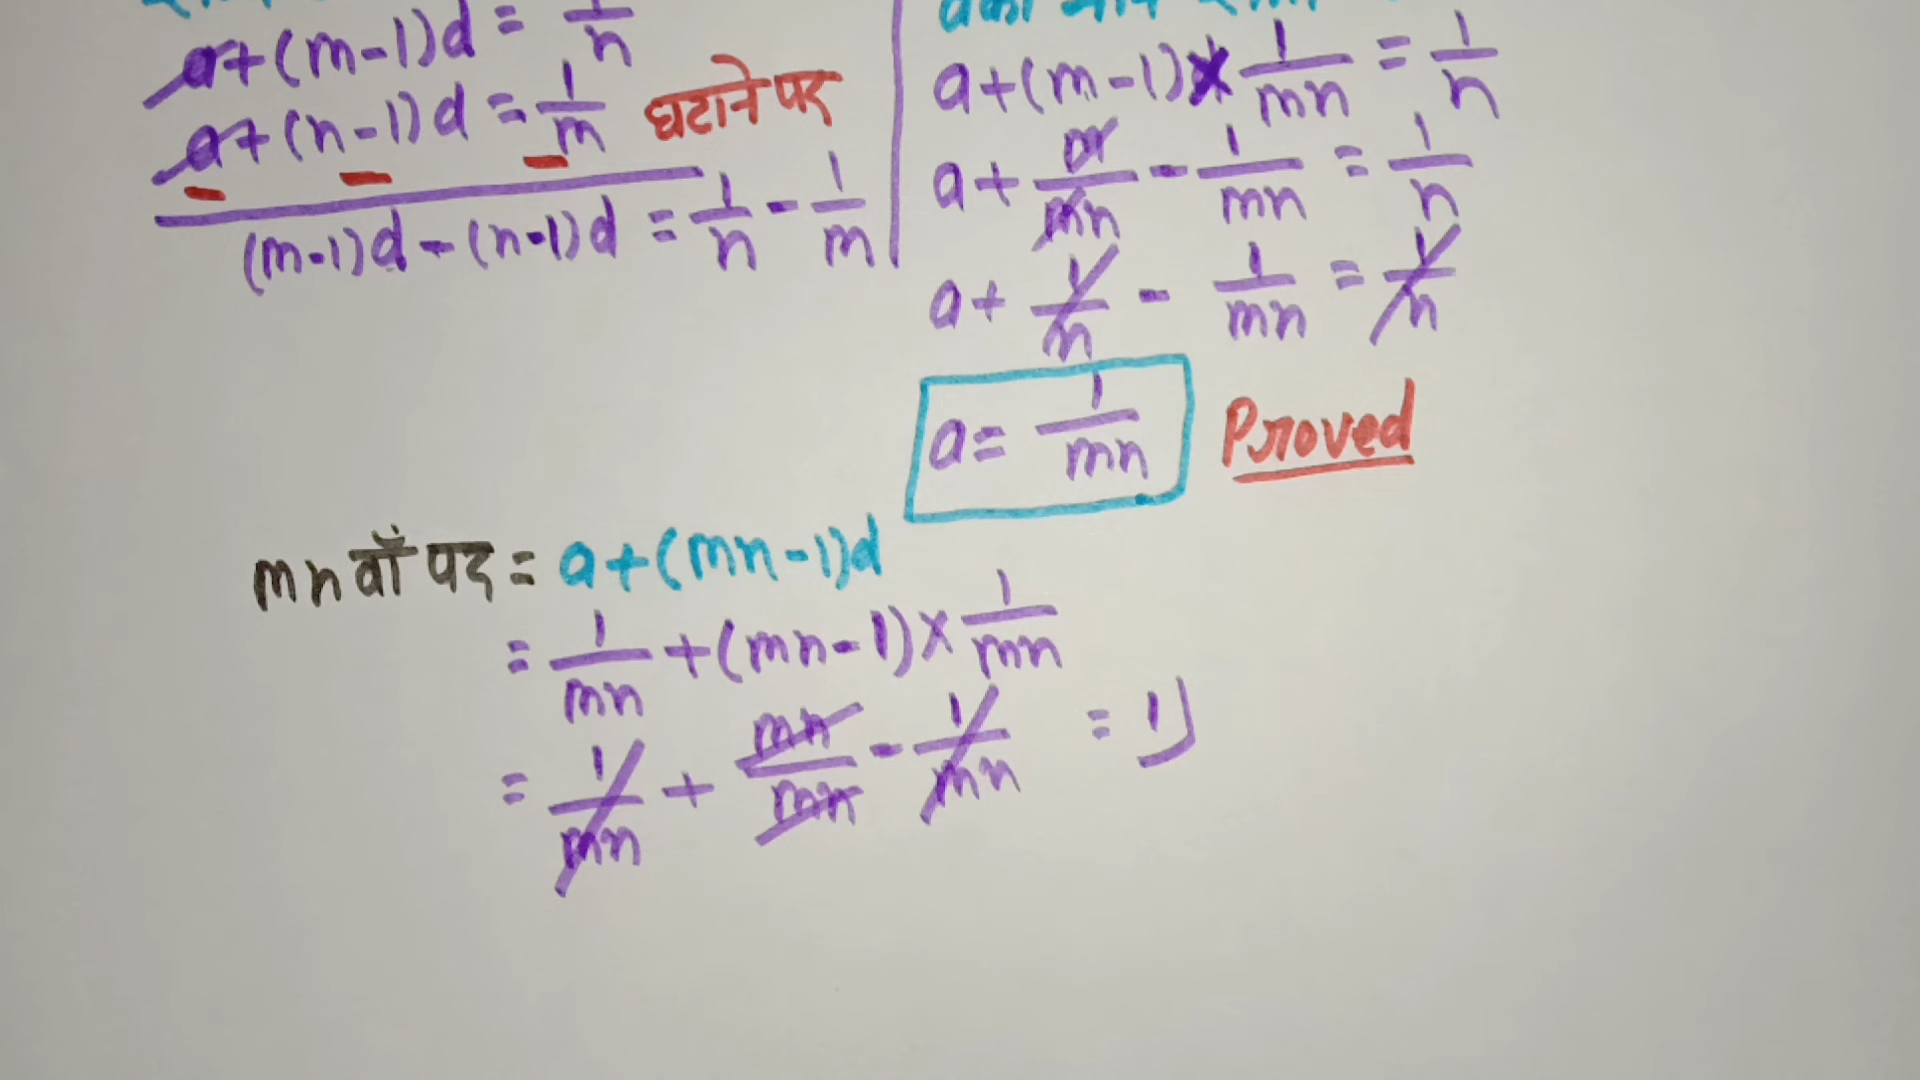 a+(m-1)d = 1/n
a+(n-1)d = 1/m घटाने पर
(m-1)d - (n-1)d = 1/n - 1/m
a+(m-1)× 1/mn = 1/n
a + m/mn - 1/mn = 1/n
a + 1/n - 1/mn = 1/n
a = 1/mn Proved
mn वाँ पद = a+(mn-1)d
= 1/mn + (mn-1)× 1/mn
= 1/mn + mn/mn - 1/mn = 1